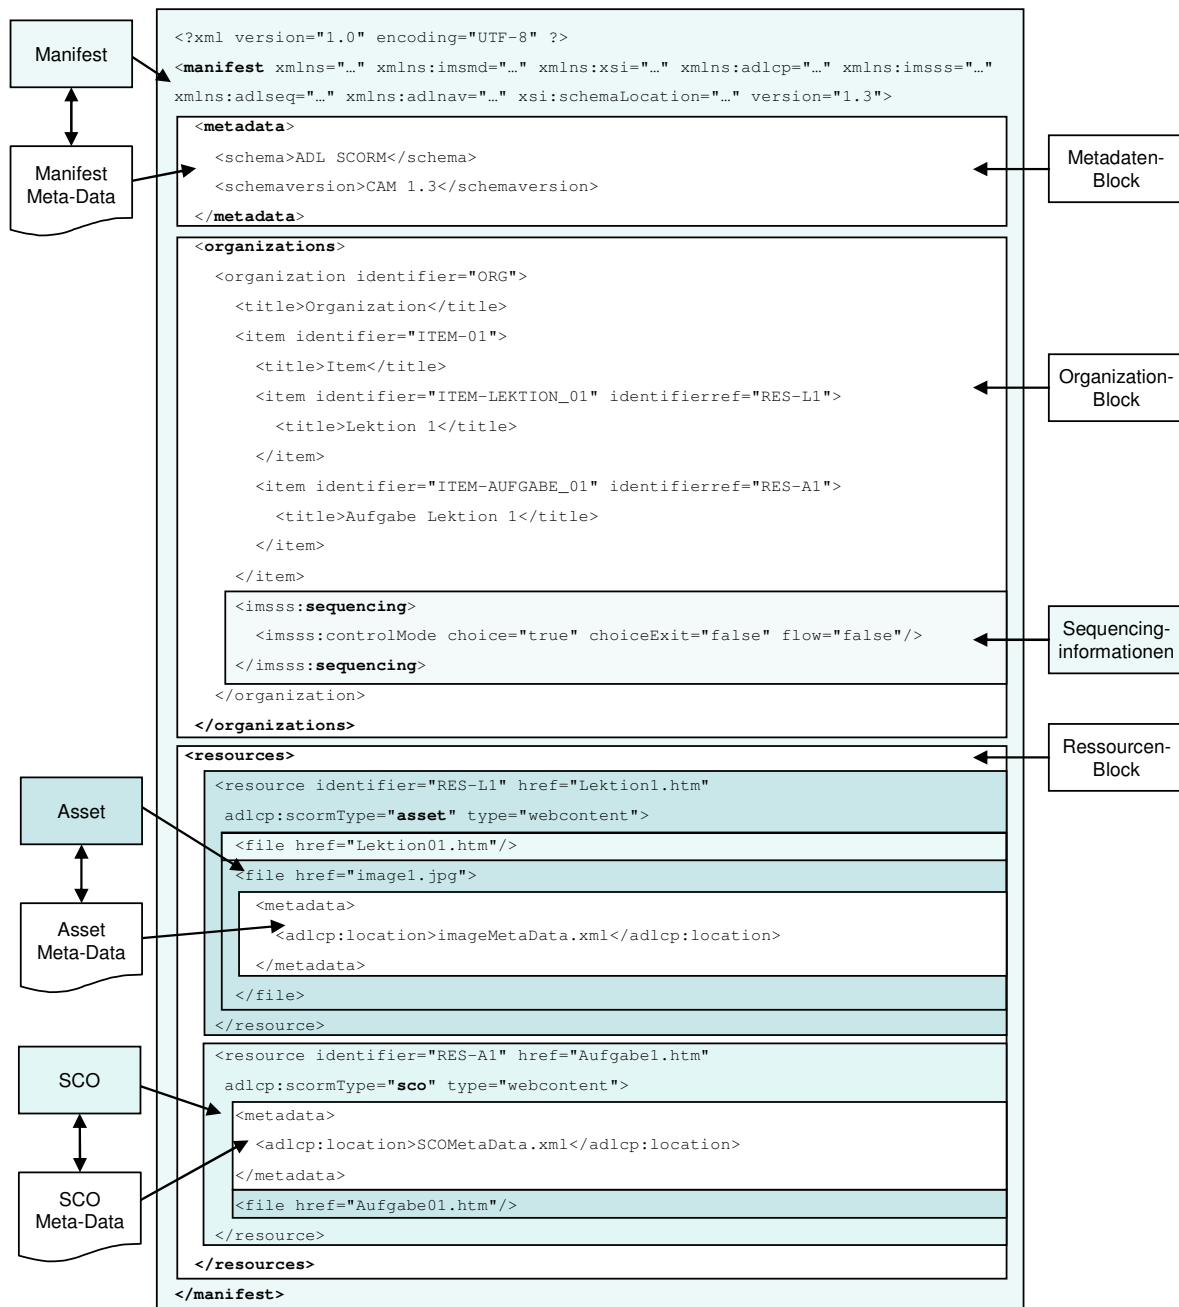 Manifest
Manifest
Meta-Data
<?xml version="1.0" encoding="UTF-8" ?>
<manifest xmlns="…" xmlns:imsmd="…" xmlns:xsi="…" xmlns:adlcp="…" xmlns:imsss="…"
xmlns:adlseq="…" xmlns:adlnav="…" xsi:schemaLocation="…" version="1.3">
<metadata>
<schema>ADL SCORM</schema>
<schemaversion>CAM 1.3</schemaversion>
</metadata>
Metadaten-
Block
<organizations>
<organization identifier="ORG">
<title>Organization</title>
<item identifier="ITEM-01">
<title>Item</title>
<item identifier="ITEM-LEKTION_01" identifierref="RES-L1">
<title>Lektion 1</title>
</item>
<item identifier="ITEM-AUFGABE_01" identifierref="RES-A1">
<title>Aufgabe Lektion 1</title>
</item>
</item>
Organization-
Block
<imsss:sequencing>
<imsss:controlMode choice="true" choiceExit="false" flow="false"/>
</imsss:sequencing>
Sequencing-
informationen
</organization>
</organizations>
<resources>
Ressourcen-
Block
Asset
Asset
Meta-Data
<resource identifier="RES-L1" href="Lektion1.htm"
adlcp:scormType="asset" type="webcontent">
<file href="Lektion01.htm"/>
<file href="image1.jpg">
<metadata>
<adlcp:location>imageMetaData.xml</adlcp:location>
</metadata>
</file>
</resource>
SCO
SCO
Meta-Data
<resource identifier="RES-A1" href="Aufgabe1.htm"
adlcp:scormType="sco" type="webcontent">
<metadata>
<adlcp:location>SCOMetaData.xml</adlcp:location>
</metadata>
<file href="Aufgabe01.htm"/>
</resource>
</resources>
</manifest>